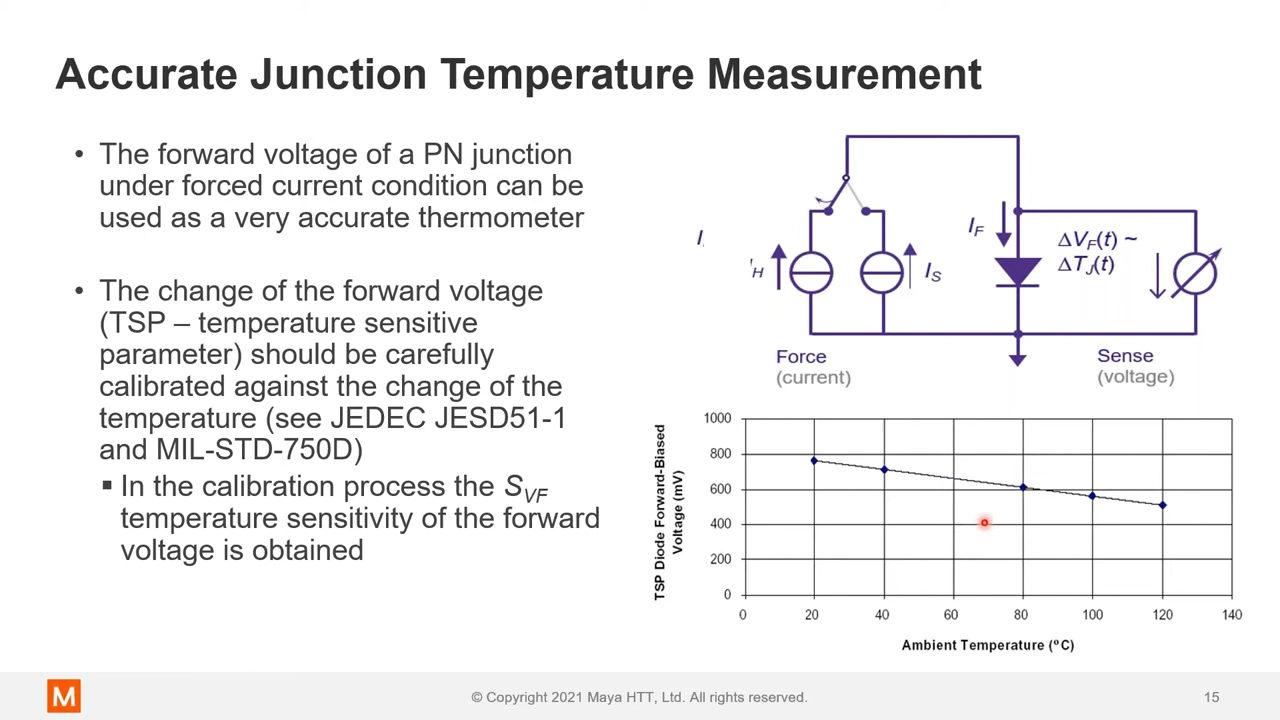 Accurate Junction Temperature Measurement
• The forward voltage of a PN junction
under forced current condition can be
used as a very accurate thermometer
• The change of the forward voltage
(TSP – temperature sensitive
parameter) should be carefully
calibrated against the change of the
temperature (see JEDEC JESD51-1
and MIL-STD-750D)
▪ In the calibration process the SVF
temperature sensitivity of the forward
voltage is obtained
IH
IS
IF
ΔVF(t) ~
ΔTJ(t)
Force
(current)
Sense
(voltage)
TSP Diode Forward-Biased
Voltage (mV)
1000
800
600
400
200
0
0 20 40 60 80 100 120 140
Ambient Temperature (ºC)
M
© Copyright 2021 Maya HTT, Ltd. All rights reserved.
15